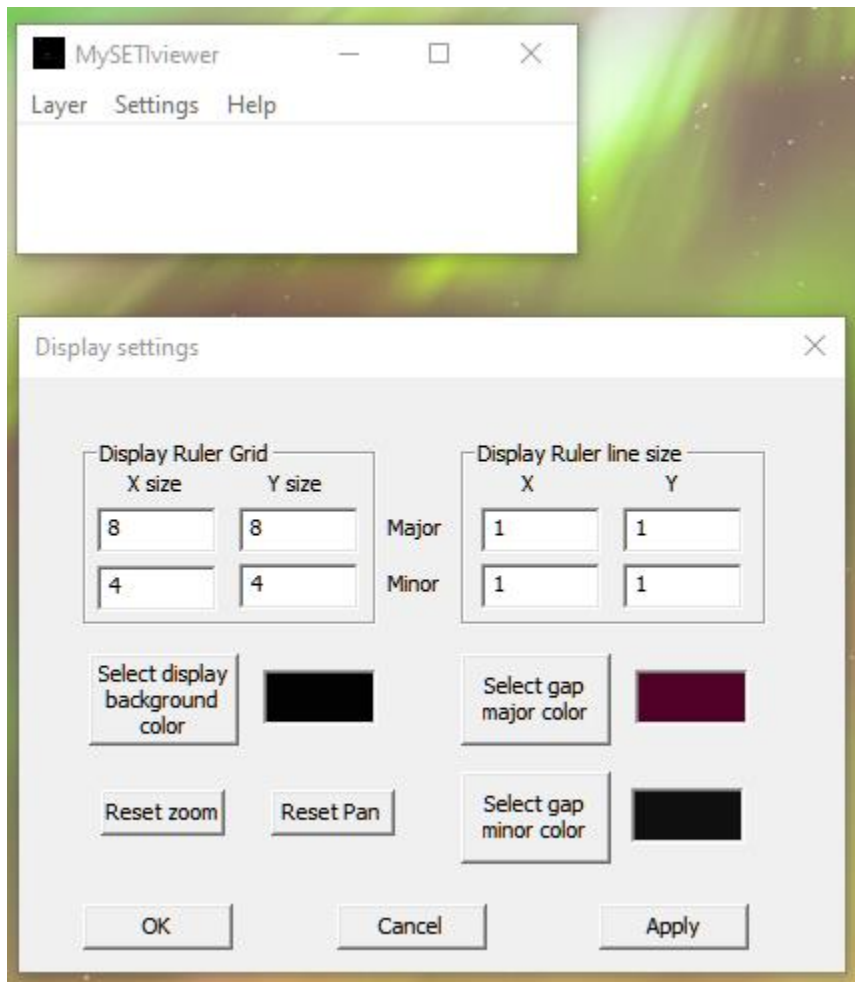 MySETIviewer
Layer Settings Help
Display settings
Display Ruler Grid
X size Y size
8 8
4 4
Major
Minor
Display Ruler line size
X Y
1 1
1 1
Select display
background
color
Select gap
major color
Reset zoom Reset Pan
Select gap
minor color
OK Cancel Apply